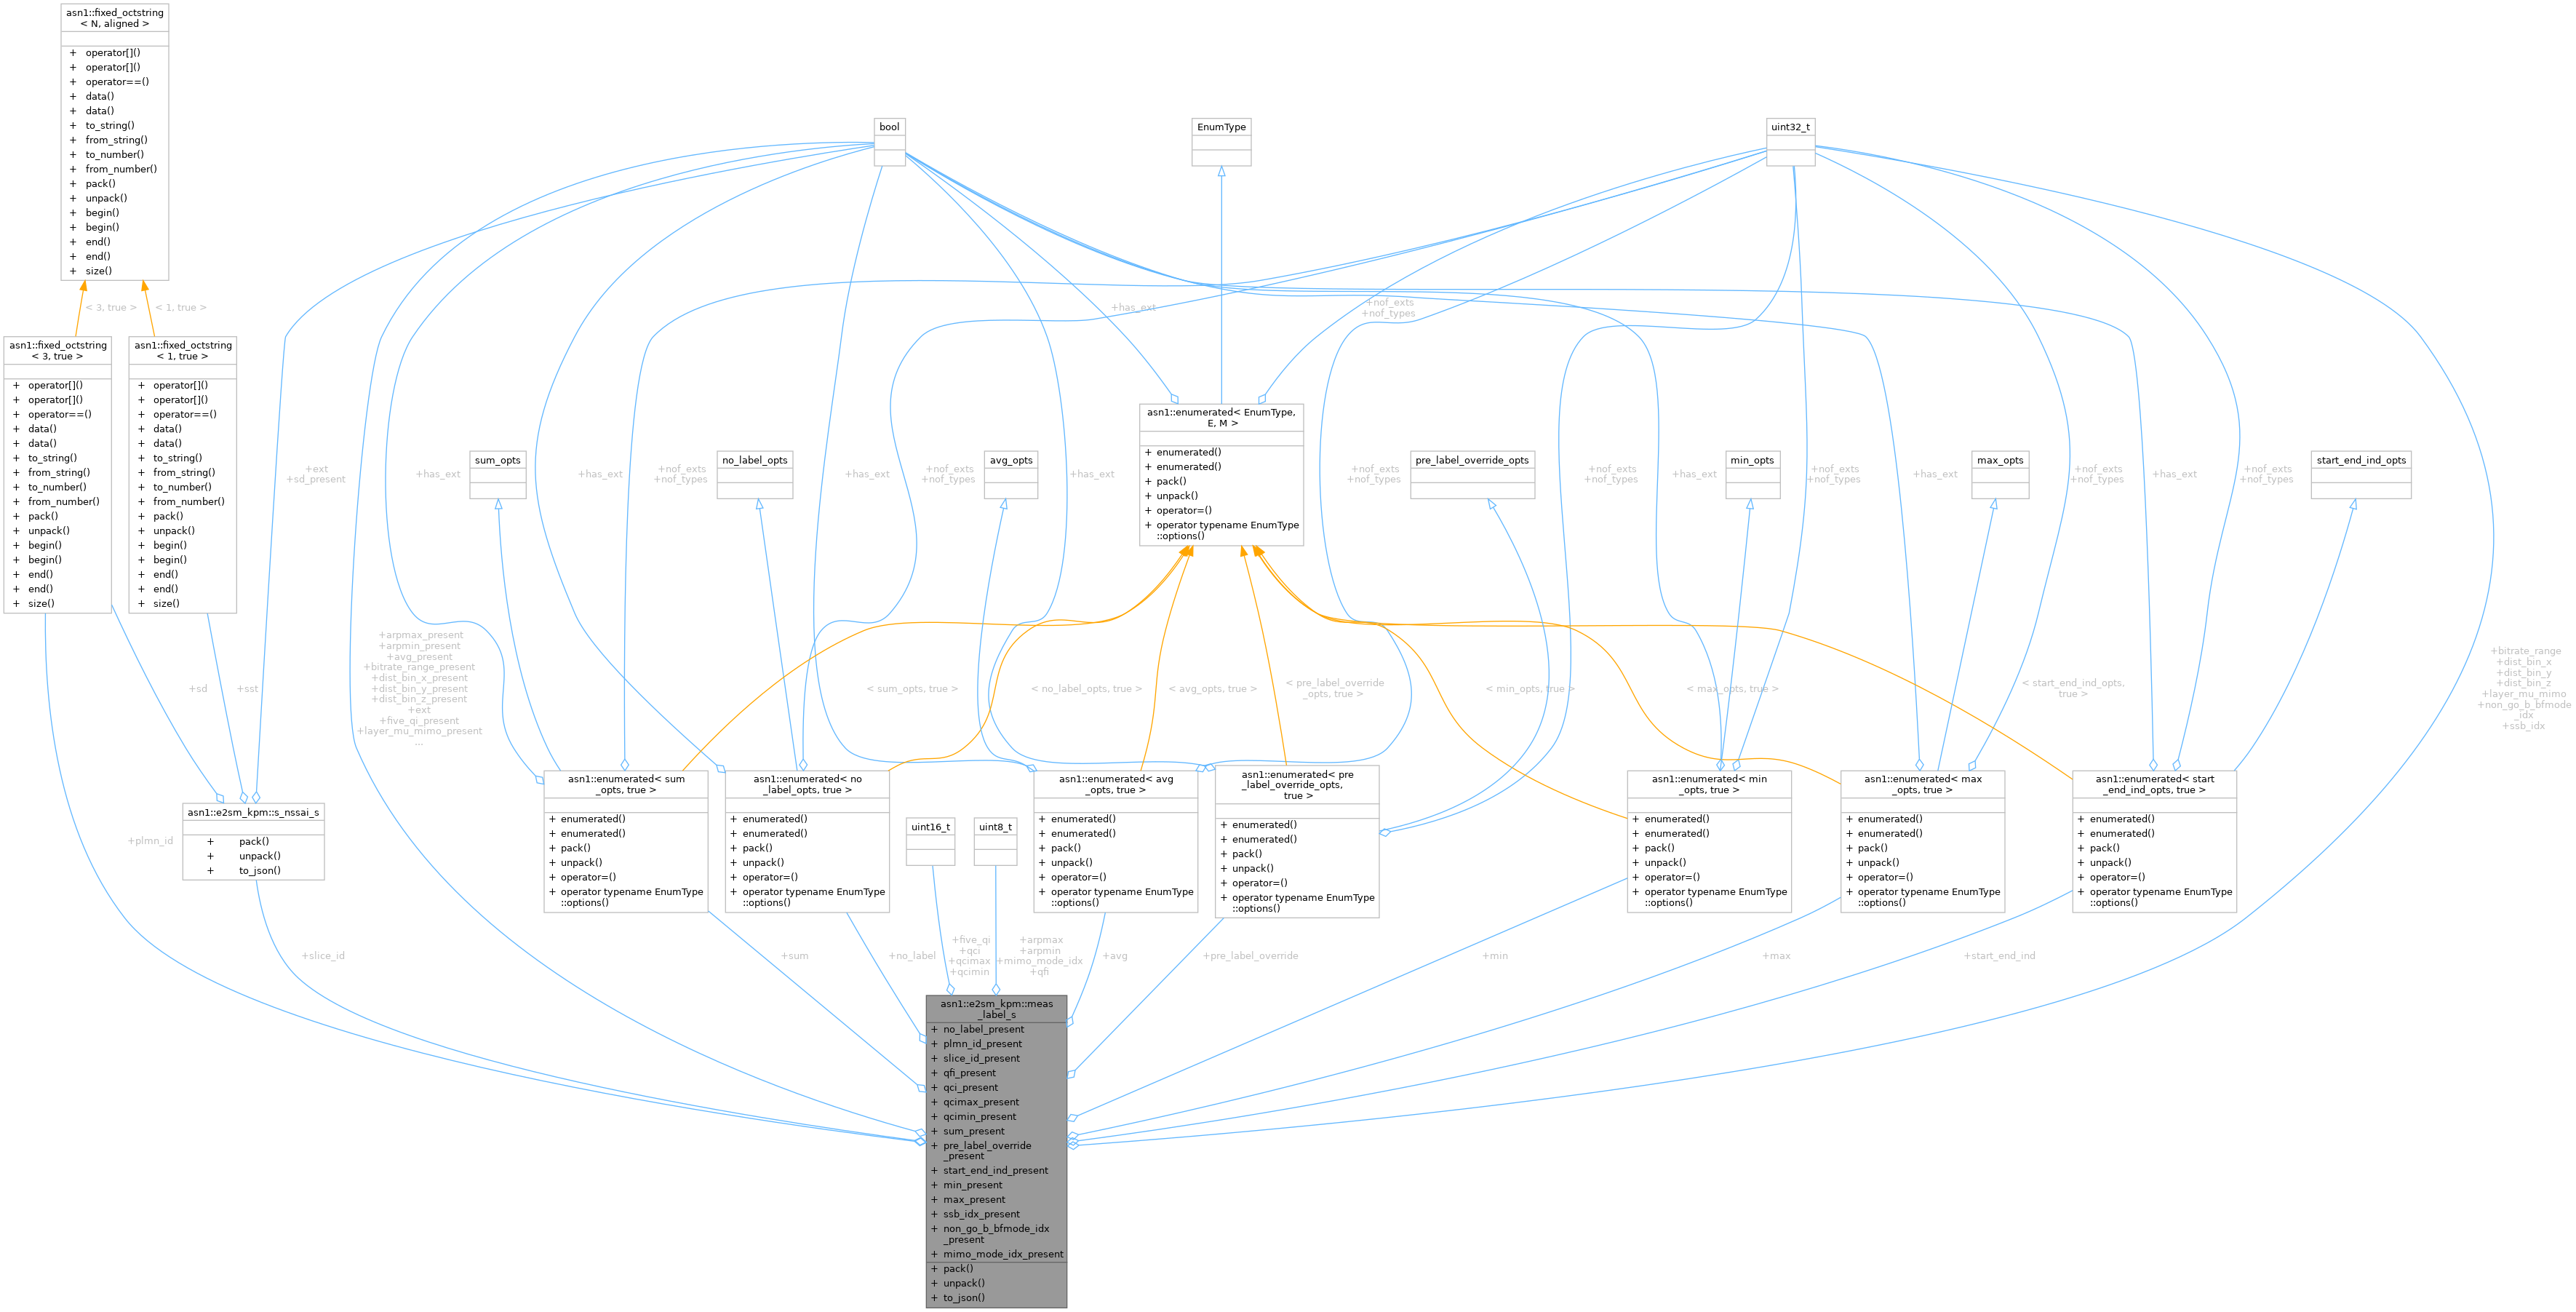 asn1::fixed_octstring
< N, aligned >
+ operator[]()
+ operator[]()
+ operator==()
+ data()
+ data()
+ to_string()
+ from_string()
+ to_number()
+ from_number()
+ pack()
+ unpack()
+ begin()
+ begin()
+ end()
+ end()
+ size()
bool
EnumType
uint32_t
< 3, true >
< 1, true >
+has_ext
+nof_exts
+nof_types
asn1::fixed_octstring
< 3, true >
+ operator[]()
+ operator[]()
+ operator==()
+ data()
+ data()
+ to_string()
+ from_string()
+ to_number()
+ from_number()
+ pack()
+ unpack()
+ begin()
+ begin()
+ end()
+ end()
+ size()
asn1::fixed_octstring
< 1, true >
+ operator[]()
+ operator[]()
+ operator==()
+ data()
+ data()
+ to_string()
+ from_string()
+ to_number()
+ from_number()
+ pack()
+ unpack()
+ begin()
+ begin()
+ end()
+ end()
+ size()
asn1::enumerated< EnumType,
E, M >
+ enumerated()
+ enumerated()
+ pack()
+ unpack()
+ operator=()
+ operator typename EnumType
::options()
+ext
+sd_present
+has_ext
sum_opts
+has_ext
+nof_exts
+nof_types
no_label_opts
+has_ext
+nof_exts
+nof_types
avg_opts
+has_ext
+nof_exts
+nof_types
pre_label_override_opts
+nof_exts
+nof_types
+has_ext
min_opts
+nof_exts
+nof_types
+has_ext
max_opts
+nof_exts
+nof_types
+has_ext
+nof_exts
+nof_types
start_end_ind_opts
+arpmax_present
+arpmin_present
+avg_present
+bitrate_range_present
+dist_bin_x_present
+dist_bin_y_present
+dist_bin_z_present
+ext
+five_qi_present
+layer_mu_mimo_present
...
+sd
+sst
< sum_opts, true >
< no_label_opts, true >
< avg_opts, true >
< pre_label_override
_opts, true >
< min_opts, true >
< max_opts, true >
< start_end_ind_opts,
true >
+bitrate_range
+dist_bin_x
+dist_bin_y
+dist_bin_z
+layer_mu_mimo
+non_go_b_bfmode
_idx
+ssb_idx
+plmn_id
asn1::e2sm_kpm::s_nssai_s
+ pack()
+ unpack()
+ to_json()
asn1::enumerated< sum
_opts, true >
+ enumerated()
+ enumerated()
+ pack()
+ unpack()
+ operator=()
+ operator typename EnumType
::options()
asn1::enumerated< no
_label_opts, true >
+ enumerated()
+ enumerated()
+ pack()
+ unpack()
+ operator=()
+ operator typename EnumType
::options()
uint16_t
uint8_t
asn1::enumerated< avg
_opts, true >
+ enumerated()
+ enumerated()
+ pack()
+ unpack()
+ operator=()
+ operator typename EnumType
::options()
asn1::enumerated< pre
_label_override_opts,
true >
+ enumerated()
+ enumerated()
+ pack()
+ unpack()
+ operator=()
+ operator typename EnumType
::options()
asn1::enumerated< min
_opts, true >
+ enumerated()
+ enumerated()
+ pack()
+ unpack()
+ operator=()
+ operator typename EnumType
::options()
asn1::enumerated< max
_opts, true >
+ enumerated()
+ enumerated()
+ pack()
+ unpack()
+ operator=()
+ operator typename EnumType
::options()
asn1::enumerated< start
_end_ind_opts, true >
+ enumerated()
+ enumerated()
+ pack()
+ unpack()
+ operator=()
+ operator typename EnumType
::options()
+slice_id
+sum
+no_label
+five_qi
+qci
+qcimax
+qcimin
+arpmax
+arpmin
+mimo_mode_idx
+qfi
+avg
+pre_label_override
+min
+max
+start_end_ind
asn1::e2sm_kpm::meas
_label_s
+ no_label_present
+ plmn_id_present
+ slice_id_present
+ qfi_present
+ qci_present
+ qcimax_present
+ qcimin_present
+ sum_present
+ pre_label_override
_present
+ start_end_ind_present
+ min_present
+ max_present
+ ssb_idx_present
+ non_go_b_bfmode_idx
_present
+ mimo_mode_idx_present
+ pack()
+ unpack()
+ to_json()